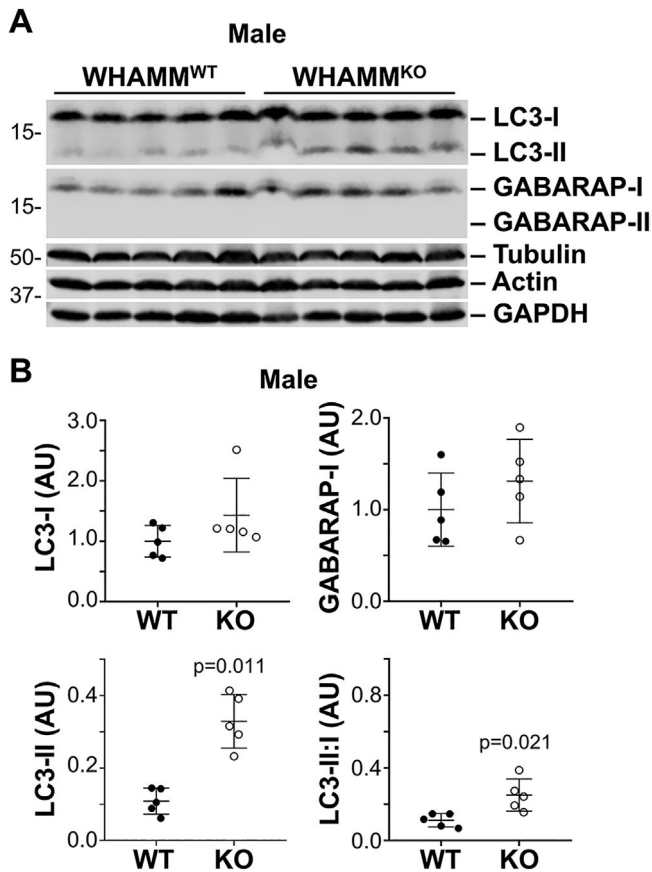 A
Male
WHAMMWT WHAMMKO
15-
– LC3-I
– LC3-II
15-
– GABARAP-I
– GABARAP-II
50-
– Tubulin
– Actin
37-
– GAPDH
B
Male
LC3-I (AU)
3.0
2.0
1.0
0.0
WT KO
GABARAP-I (AU)
2.0
1.0
0.0
WT KO
LC3-II (AU)
0.4
0.2
0
p=0.011
WT KO
LC3-II:I (AU)
0.8
0.4
0.0
p=0.021
WT KO